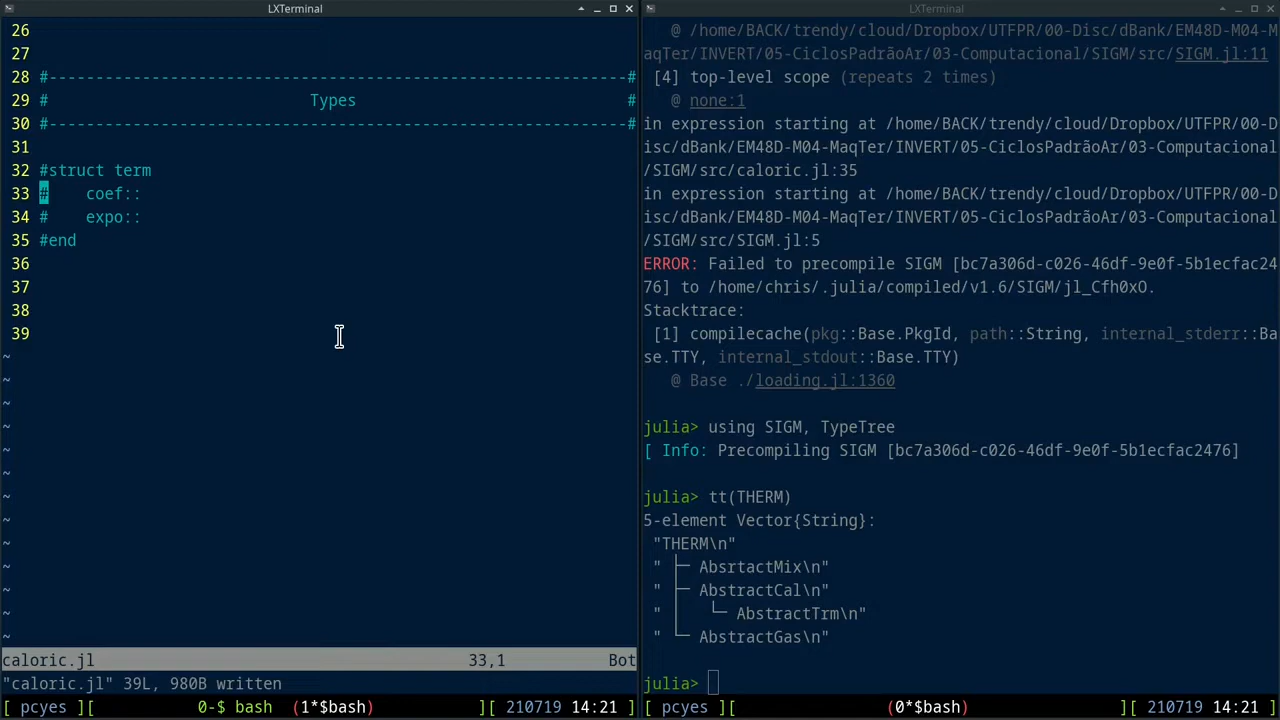 LXTerminal
26
27
28 #---------------------------------------------------------------#
29 # Types #
30 #---------------------------------------------------------------#
31
32 #struct term
33 # coef::
34 # expo::
35 #end
36
37
38
39
~
~
~
~
~
~
~
~
~
~
~
~
~
caloric.jl 33,1 Bot
"caloric.jl" 39L, 980B written
[ pcyes ][ 0-$ bash (1*$bash) ][ 210719 14:21 ]
LXTerminal
@ /home/BACK/trendy/cloud/Dropbox/UTFPR/00-Disc/dBank/EM48D-M04-M
aqTer/INVERT/05-CiclosPadrãoAr/03-Computacional/SIGM/src/SIGM.jl:11
[4] top-level scope (repeats 2 times)
@ none:1
in expression starting at /home/BACK/trendy/cloud/Dropbox/UTFPR/00-D
isc/dBank/EM48D-M04-MaqTer/INVERT/05-CiclosPadrãoAr/03-Computacional
/SIGM/src/caloric.jl:35
in expression starting at /home/BACK/trendy/cloud/Dropbox/UTFPR/00-D
isc/dBank/EM48D-M04-MaqTer/INVERT/05-CiclosPadrãoAr/03-Computacional
/SIGM/src/SIGM.jl:5
ERROR: Failed to precompile SIGM [bc7a306d-c026-46df-9e0f-5b1ecfac24
76] to /home/chris/.julia/compiled/v1.6/SIGM/jl_Cfh0xO.
Stacktrace:
[1] compilecache(pkg::Base.PkgId, path::String, internal_stderr::Ba
se.TTY, internal_stdout::Base.TTY)
@ Base ./loading.jl:1360
julia> using SIGM, TypeTree
[ Info: Precompiling SIGM [bc7a306d-c026-46df-9e0f-5b1ecfac2476]
julia> tt(THERM)
5-element Vector{String}:
"THERM\n"
" ├─ AbsrtactMix\n"
" ├─ AbstractCal\n"
" │   └─ AbstractTrm\n"
" └─ AbstractGas\n"
julia>
[ pcyes ][ (0*$bash) ][ 210719 14:21 ]